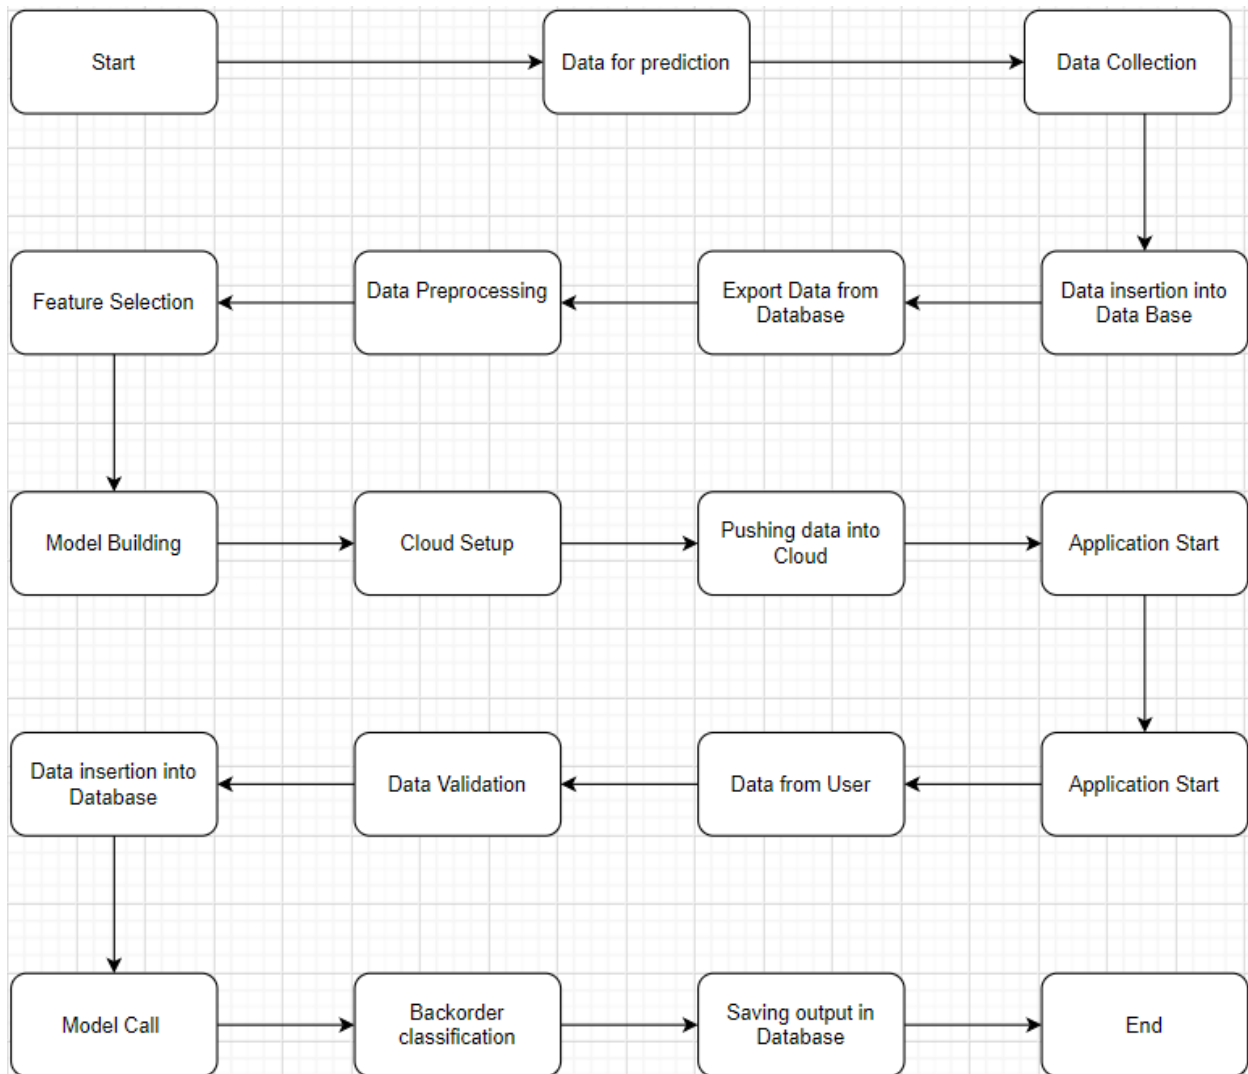 Start
Data for prediction
Data Collection
Feature Selection
Data Preprocessing
Export Data from
Database
Data insertion into
Data Base
Model Building
Cloud Setup
Pushing data into
Cloud
Application Start
Data insertion into
Database
Data Validation
Data from User
Application Start
Model Call
Backorder
classification
Saving output in
Database
End